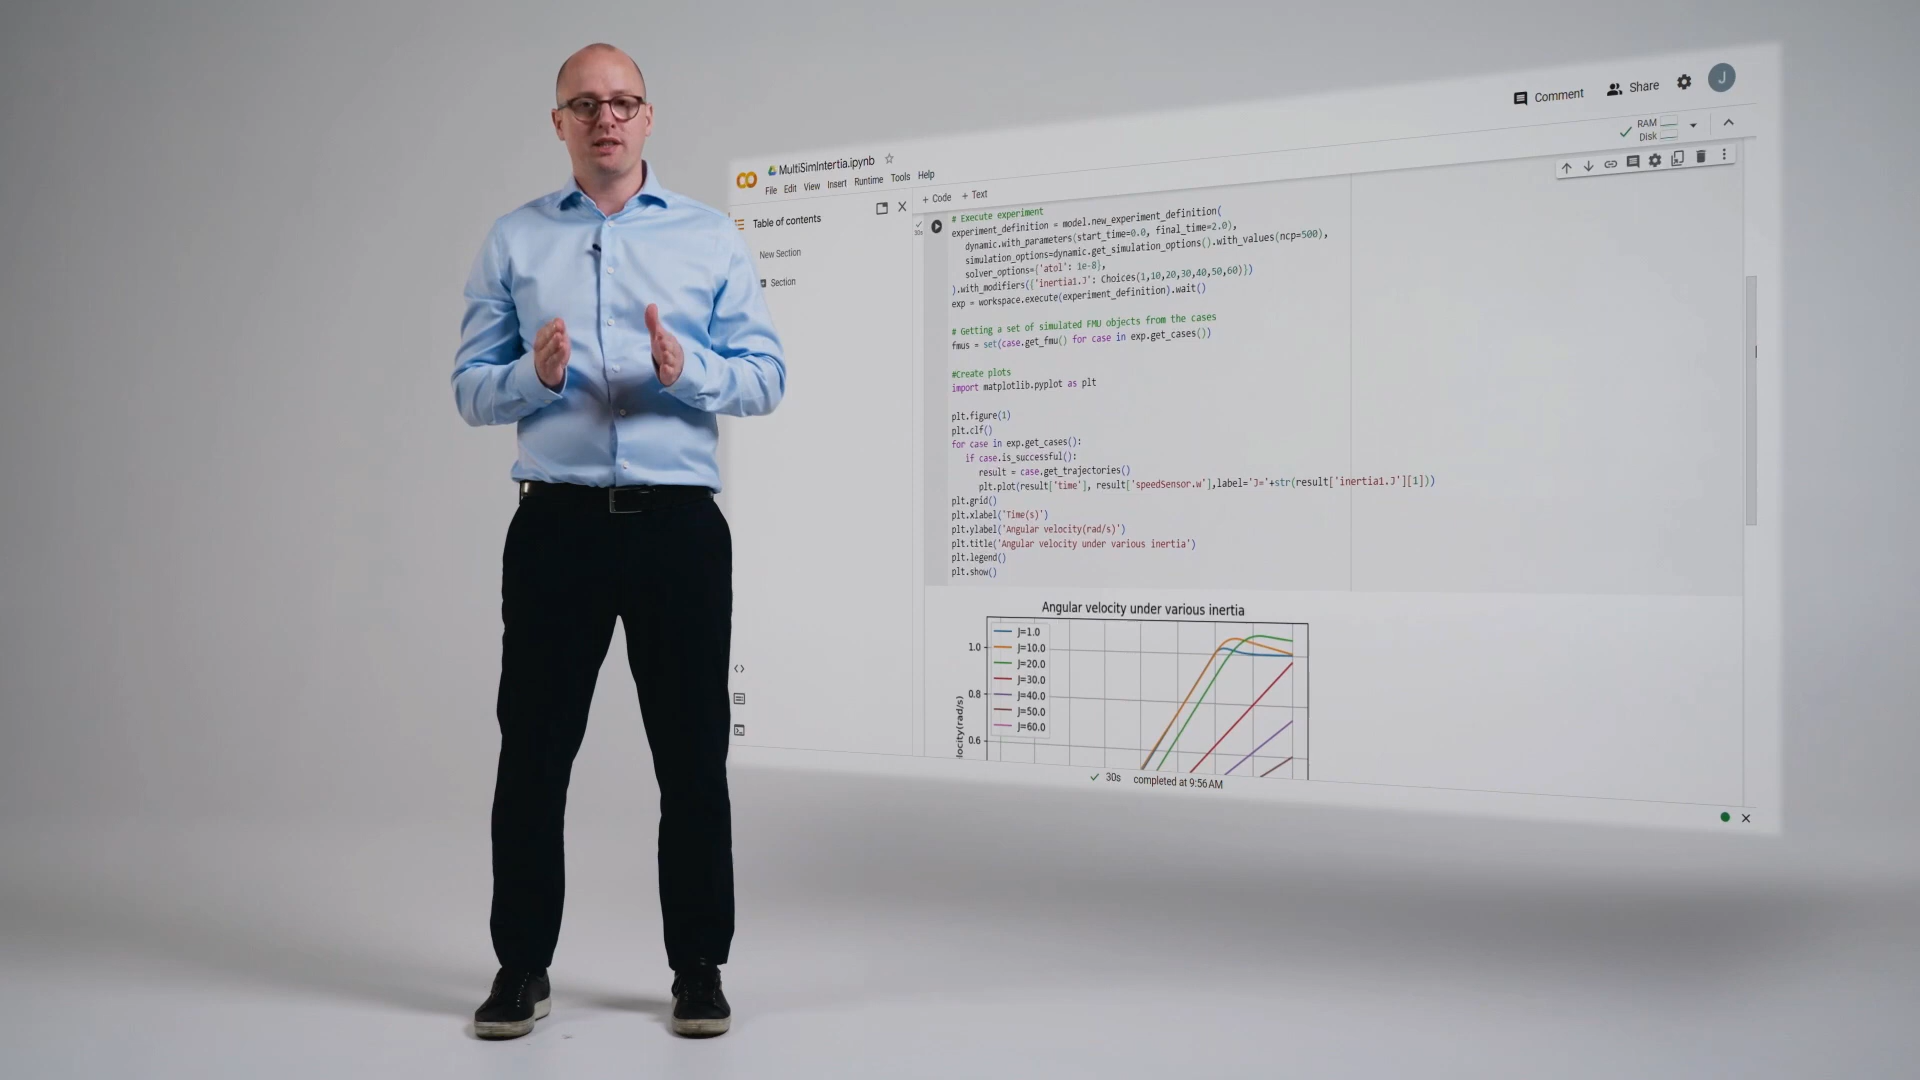 Comment
Share
J
RAM
Disk
MultiSimIntertia.ipynb
File Edit View Insert Runtime Tools Help
Table of contents
+ Code + Text
New Section
Section
30s
# Execute experiment
experiment_definition = model.new_experiment_definition(
dynamic.with_parameters(start_time=0.0, final_time=2.0),
simulation_options=dynamic.get_simulation_options().with_values(ncp=500),
solver_options={'atol': 1e-8},
).with_modifiers({'inertia1.J': Choices(1,10,20,30,40,50,60)})
exp = workspace.execute(experiment_definition).wait()
# Getting a set of simulated FMU objects from the cases
fmus = set(case.get_fmu() for case in exp.get_cases())
#Create plots
import matplotlib.pyplot as plt
plt.figure(1)
plt.clf()
for case in exp.get_cases():
if case.is_successful():
result = case.get_trajectories()
plt.plot(result['time'], result['speedSensor.w'],label='J='+str(result['inertia1.J'][1]))
plt.grid()
plt.xlabel('Time(s)')
plt.ylabel('Angular velocity(rad/s)')
plt.title('Angular velocity under various inertia')
plt.legend()
plt.show()
Angular velocity under various inertia
J=1.0
J=10.0
J=20.0
J=30.0
J=40.0
J=50.0
J=60.0
1.0
0.8
0.6
locity(rad/s)
30s completed at 9:56 AM